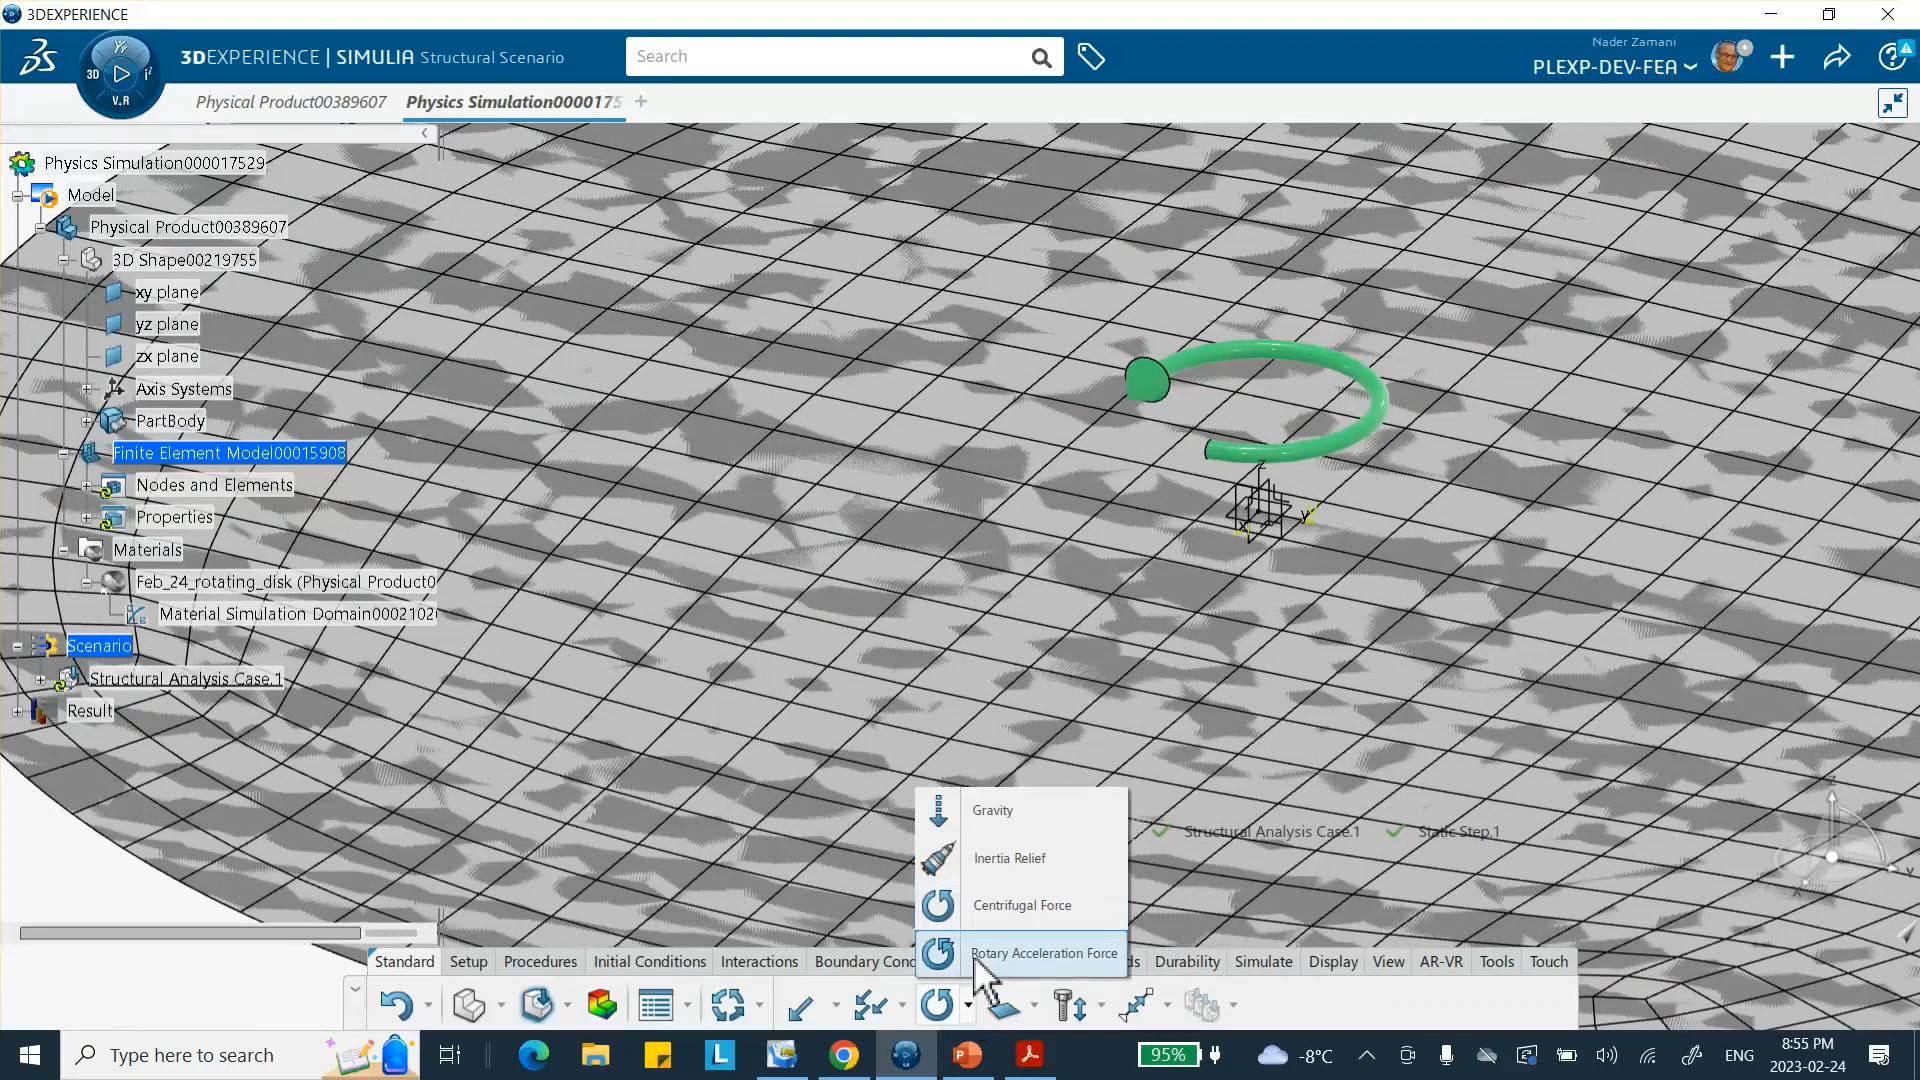 3DEXPERIENCE
3DEXPERIENCE | SIMULIA Structural Scenario
Search
Nader Zamani
PLEXP-DEV-FEA
3D
V.R
Physical Product00389607
Physics Simulation0000175
Physics Simulation000017529
Model
Physical Product00389607
3D Shape00219755
xy plane
yz plane
zx plane
Axis Systems
PartBody
Finite Element Model00015908
Nodes and Elements
Properties
Materials
Feb_24_rotating_disk (Physical Product0
Material Simulation Domain00021020
Scenario
Structural Analysis Case.1
Result
z
x
y
Gravity
Inertia Relief
Centrifugal Force
Rotary Acceleration Force
Structural Analysis Case.1
Static Step.1
Standard
Setup
Procedures
Initial Conditions
Interactions
Boundary Cond
ds
Durability
Simulate
Display
View
AR-VR
Tools
Touch
Type here to search
L
95%
-8°C
ENG
8:55 PM
2023-02-24